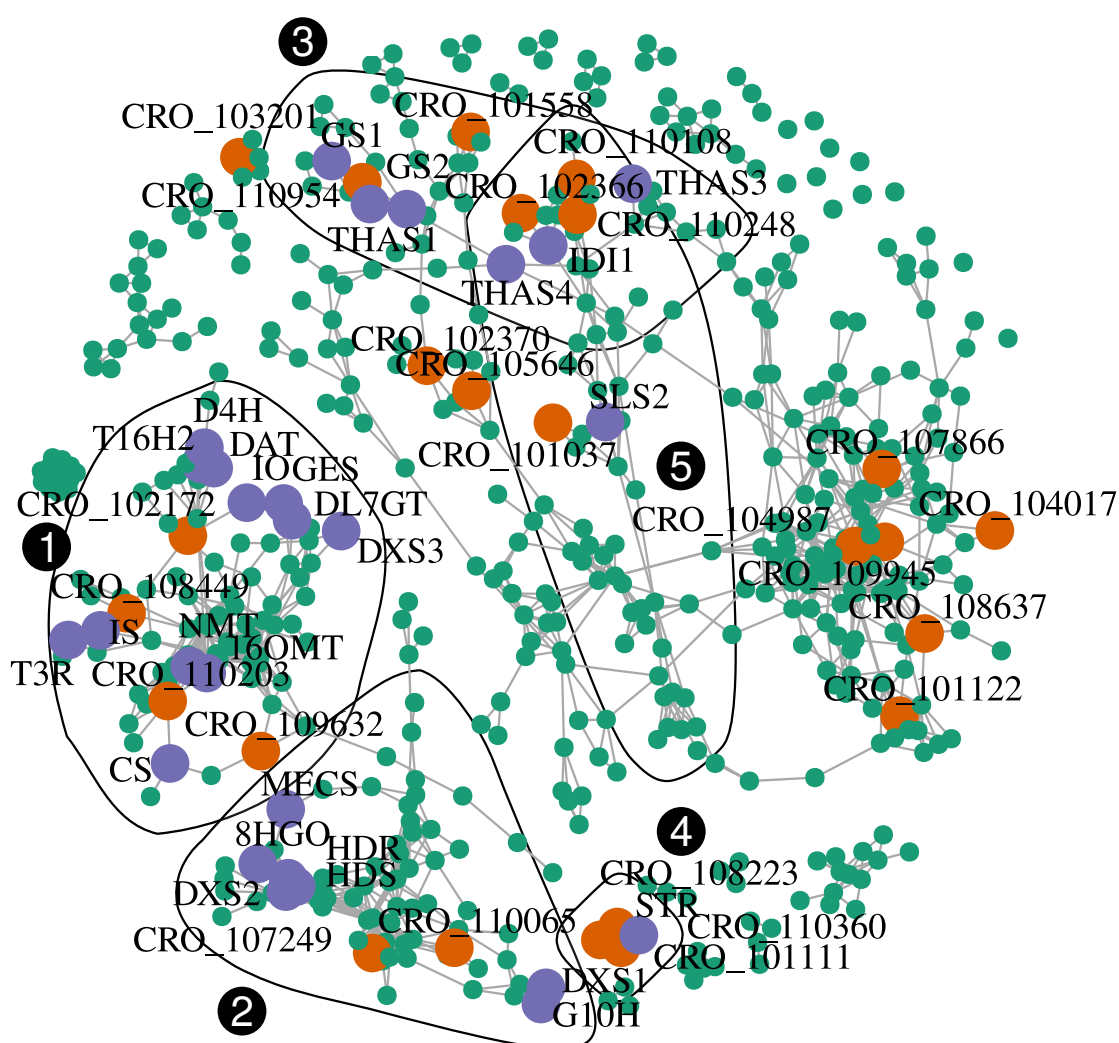 3
CRO_101558
CRO_103201
GS1
CRO_110108
GS2
CRO_102366
THAS3
CRO_110954
CRO_110248
THAS1
IDI1
THAS4
CRO_102370
CRO_105646
SLS2
D4H
T16H2
DAT
CRO_107866
IOGES
CRO_101037
5
CRO_102172
DL7GT
CRO_104017
CRO_104987
1
DXS3
CRO_109945
CRO_108449
CRO_108637
NMT
IS
16OMT
T3R
CRO_110203
CRO_101122
CRO_109632
CS
MECS
4
8HGO
HDR
CRO_108223
HDS
DXS2
STR
CRO_110065
CRO_110360
CRO_107249
CRO_101111
DXS1
2
G10H